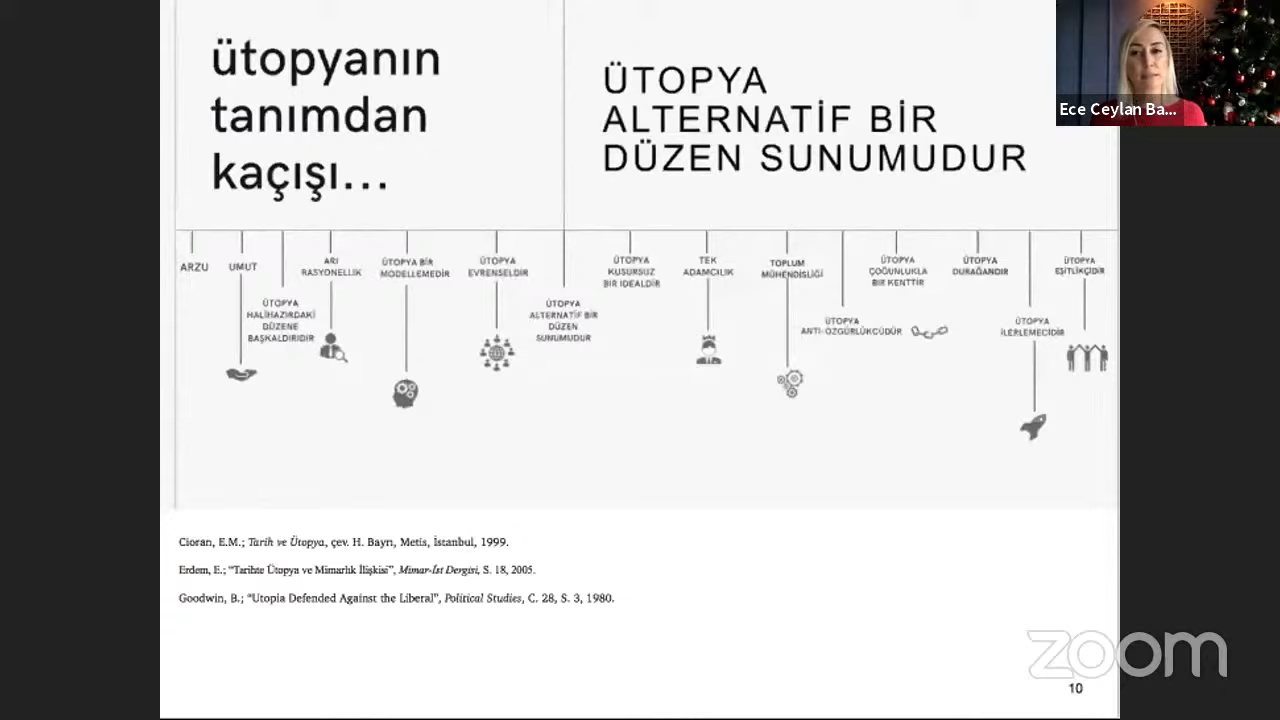 ütopyanın
tanımdan
kaçışı...
ÜTOPYA
ALTERNATİF BİR
DÜZEN SUNUMUDUR
Ece Ceylan Ba...
ARZU
UMUT
ÜTOPYA
HALİHAZIRDAKİ
DÜZENE
BAŞKALDIRIDIR
ARI
RASYONELLIK
ÜTOPYA BİR
MODELLEMEDİR
ÜTOPYA
EVRENSELDİR
ÜTOPYA
ALTERNATİF BİR
DÜZEN
SUNUMUDUR
ÜTOPYA
KUSURSUZ
BİR İDEALDİR
TEK
ADAMCILIK
TOPLUM
MÜHENDİSLİĞİ
ÜTOPYA
ANTI-ÖZGÜRLÜKCÜDÜR
ÜTOPYA
ÇOĞUNLUKLA
BİR KENTTİR
ÜTOPYA
DURAĞANDIR
ÜTOPYA
İLERLEMECİDİR
ÜTOPYA
EŞİTLİKÇİDİR
Cioran, E.M.; Tarih ve Ütopya, çev. H. Bayrı, Metis, İstanbul, 1999.
Erdem, E.; “Tarihte Ütopya ve Mimarlık İlişkisi”, Mimar-İst Dergisi, S. 18, 2005.
Goodwin, B.; “Utopia Defended Against the Liberal”, Political Studies, C. 28, S. 3, 1980.
zoom
10